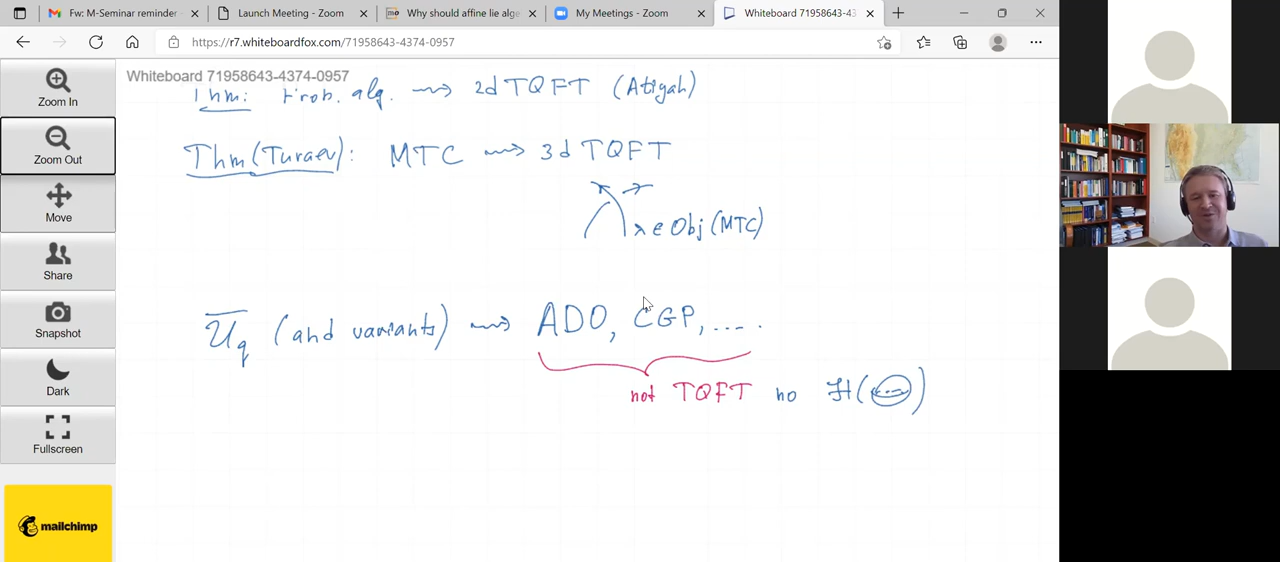 Fw: M-Seminar reminder
Launch Meeting - Zoom
Why should affine lie alge
My Meetings - Zoom
Whiteboard 71958643-43
https://r7.whiteboardfox.com/71958643-4374-0957
Whiteboard 71958643-4374-0957
Zoom In
Zoom Out
Move
Share
Snapshot
Dark
Fullscreen
mailchimp
Thm: Frob. alg. ⇝ 2d TQFT (Atiyah)
Thm (Turaev): MTC ⇝ 3d TQFT
λ ∈ Obj (MTC)
U̅q (and variants) ⇝ ADO, CGP, ....
not TQFT no H( )